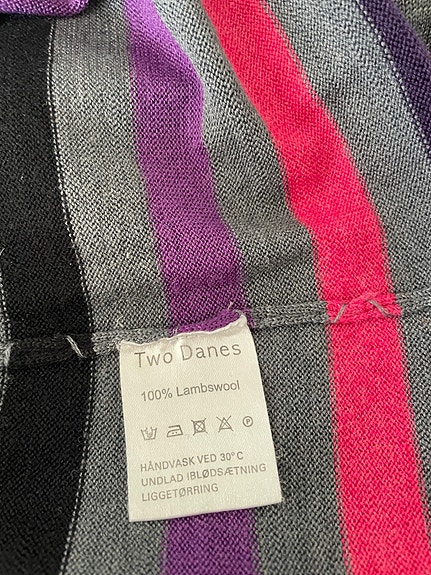 Two Danes
100% Lambswool
P
HÅNDVASK VED 30°C
UNDLAD IBLØDSÆTNING
LIGGETØRRING